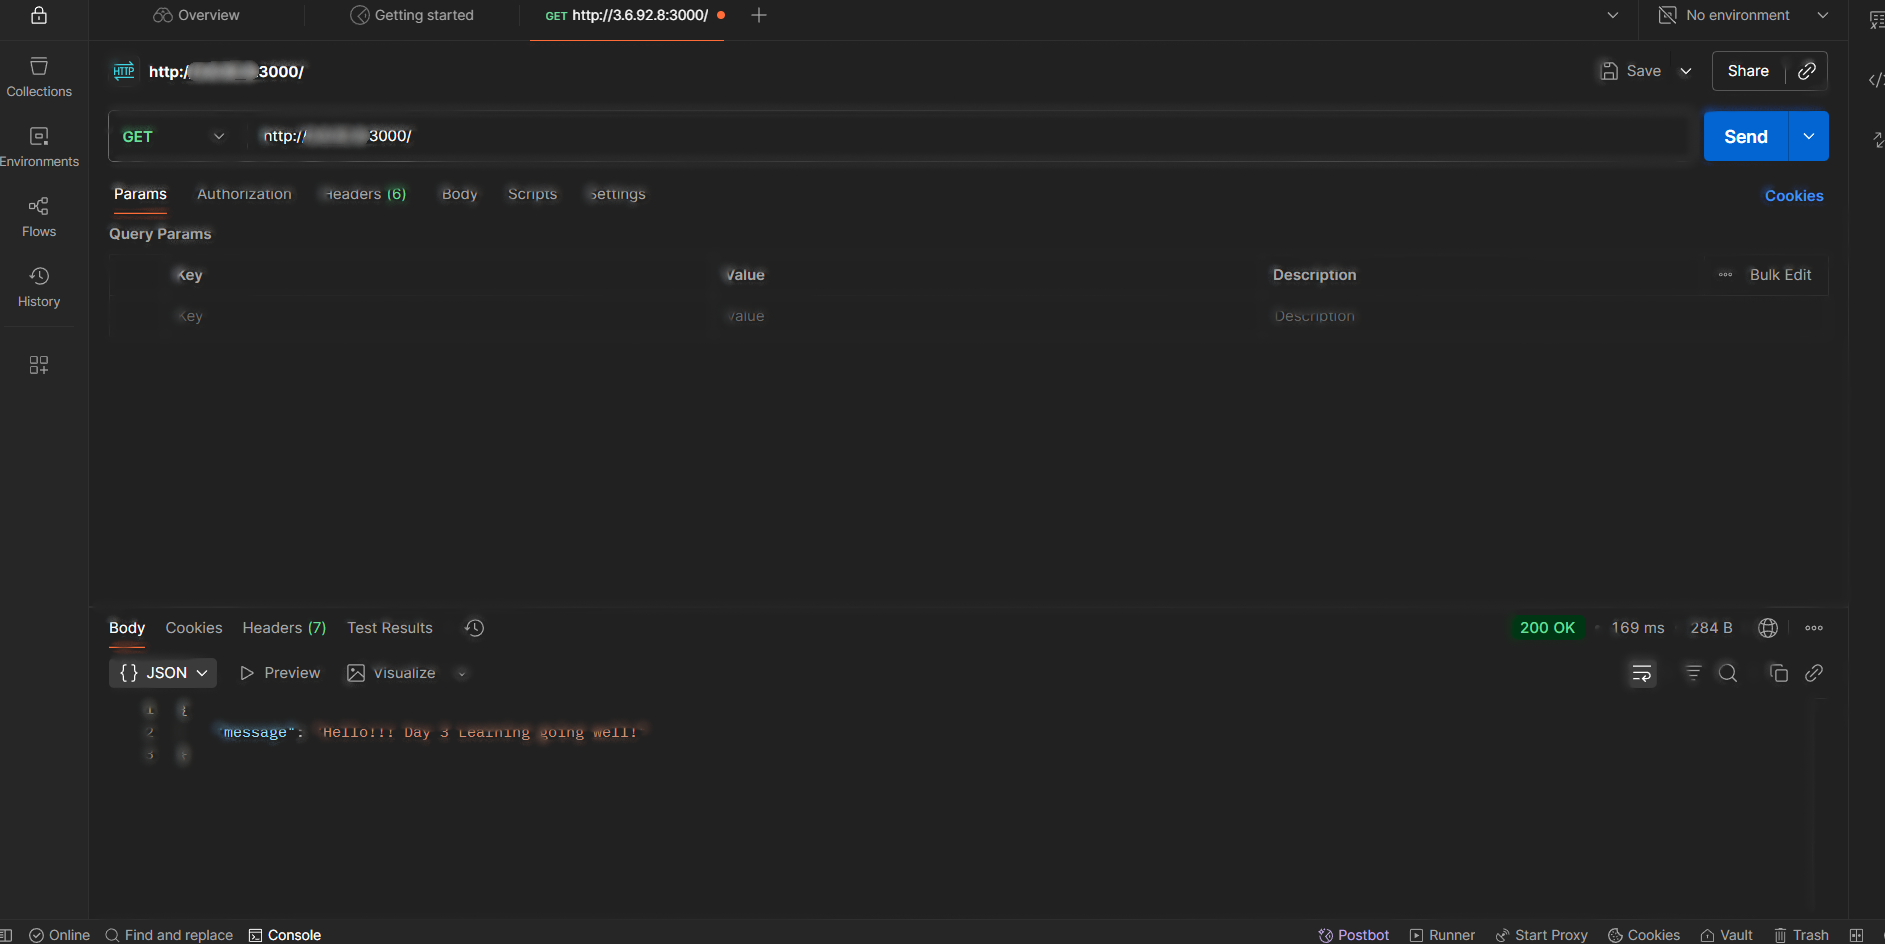 Overview
Getting started
GET http://3.6.92.8:3000/
No environment
Collections
Environments
Flows
History
HTTP
http:/ 3000/
Save
Share
GET
http:/ 3000/
Send
Params
Authorization
Headers (6)
Body
Scripts
Settings
Cookies
Query Params
Key
Value
Description
Bulk Edit
Key
Value
Description
Body
Cookies
Headers (7)
Test Results
200 OK
169 ms
284 B
{} JSON
Preview
Visualize
1 {
2 "message": "Hello!!! Day 3 Learning going well!"
3 }
Online
Find and replace
Console
Postbot
Runner
Start Proxy
Cookies
Vault
Trash